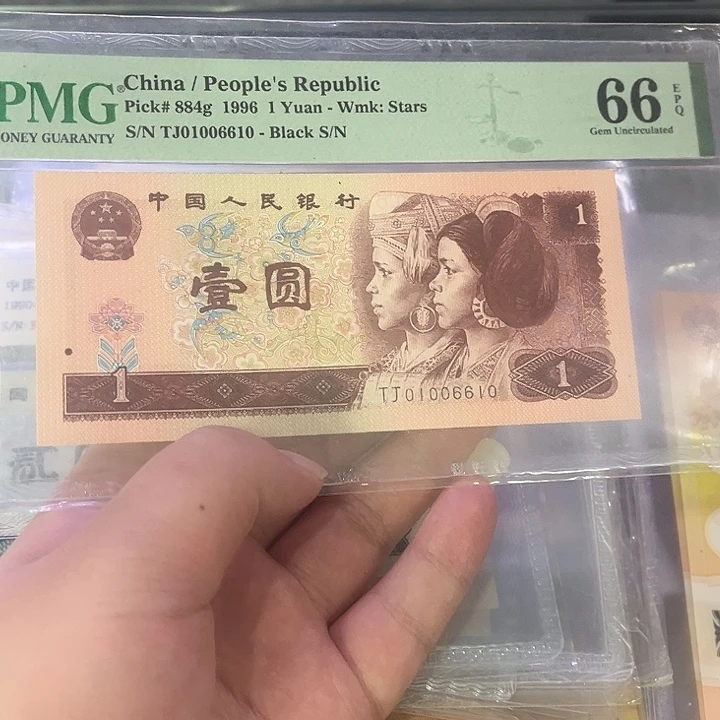 PMG®
MONEY GUARANTY
China / People's Republic
Pick# 884g 1996 1 Yuan - Wmk: Stars
S/N TJ01006610 - Black S/N
66 EPQ
Gem Uncirculated
中国人民银行
1
壹圆
1
TJ01006610
1